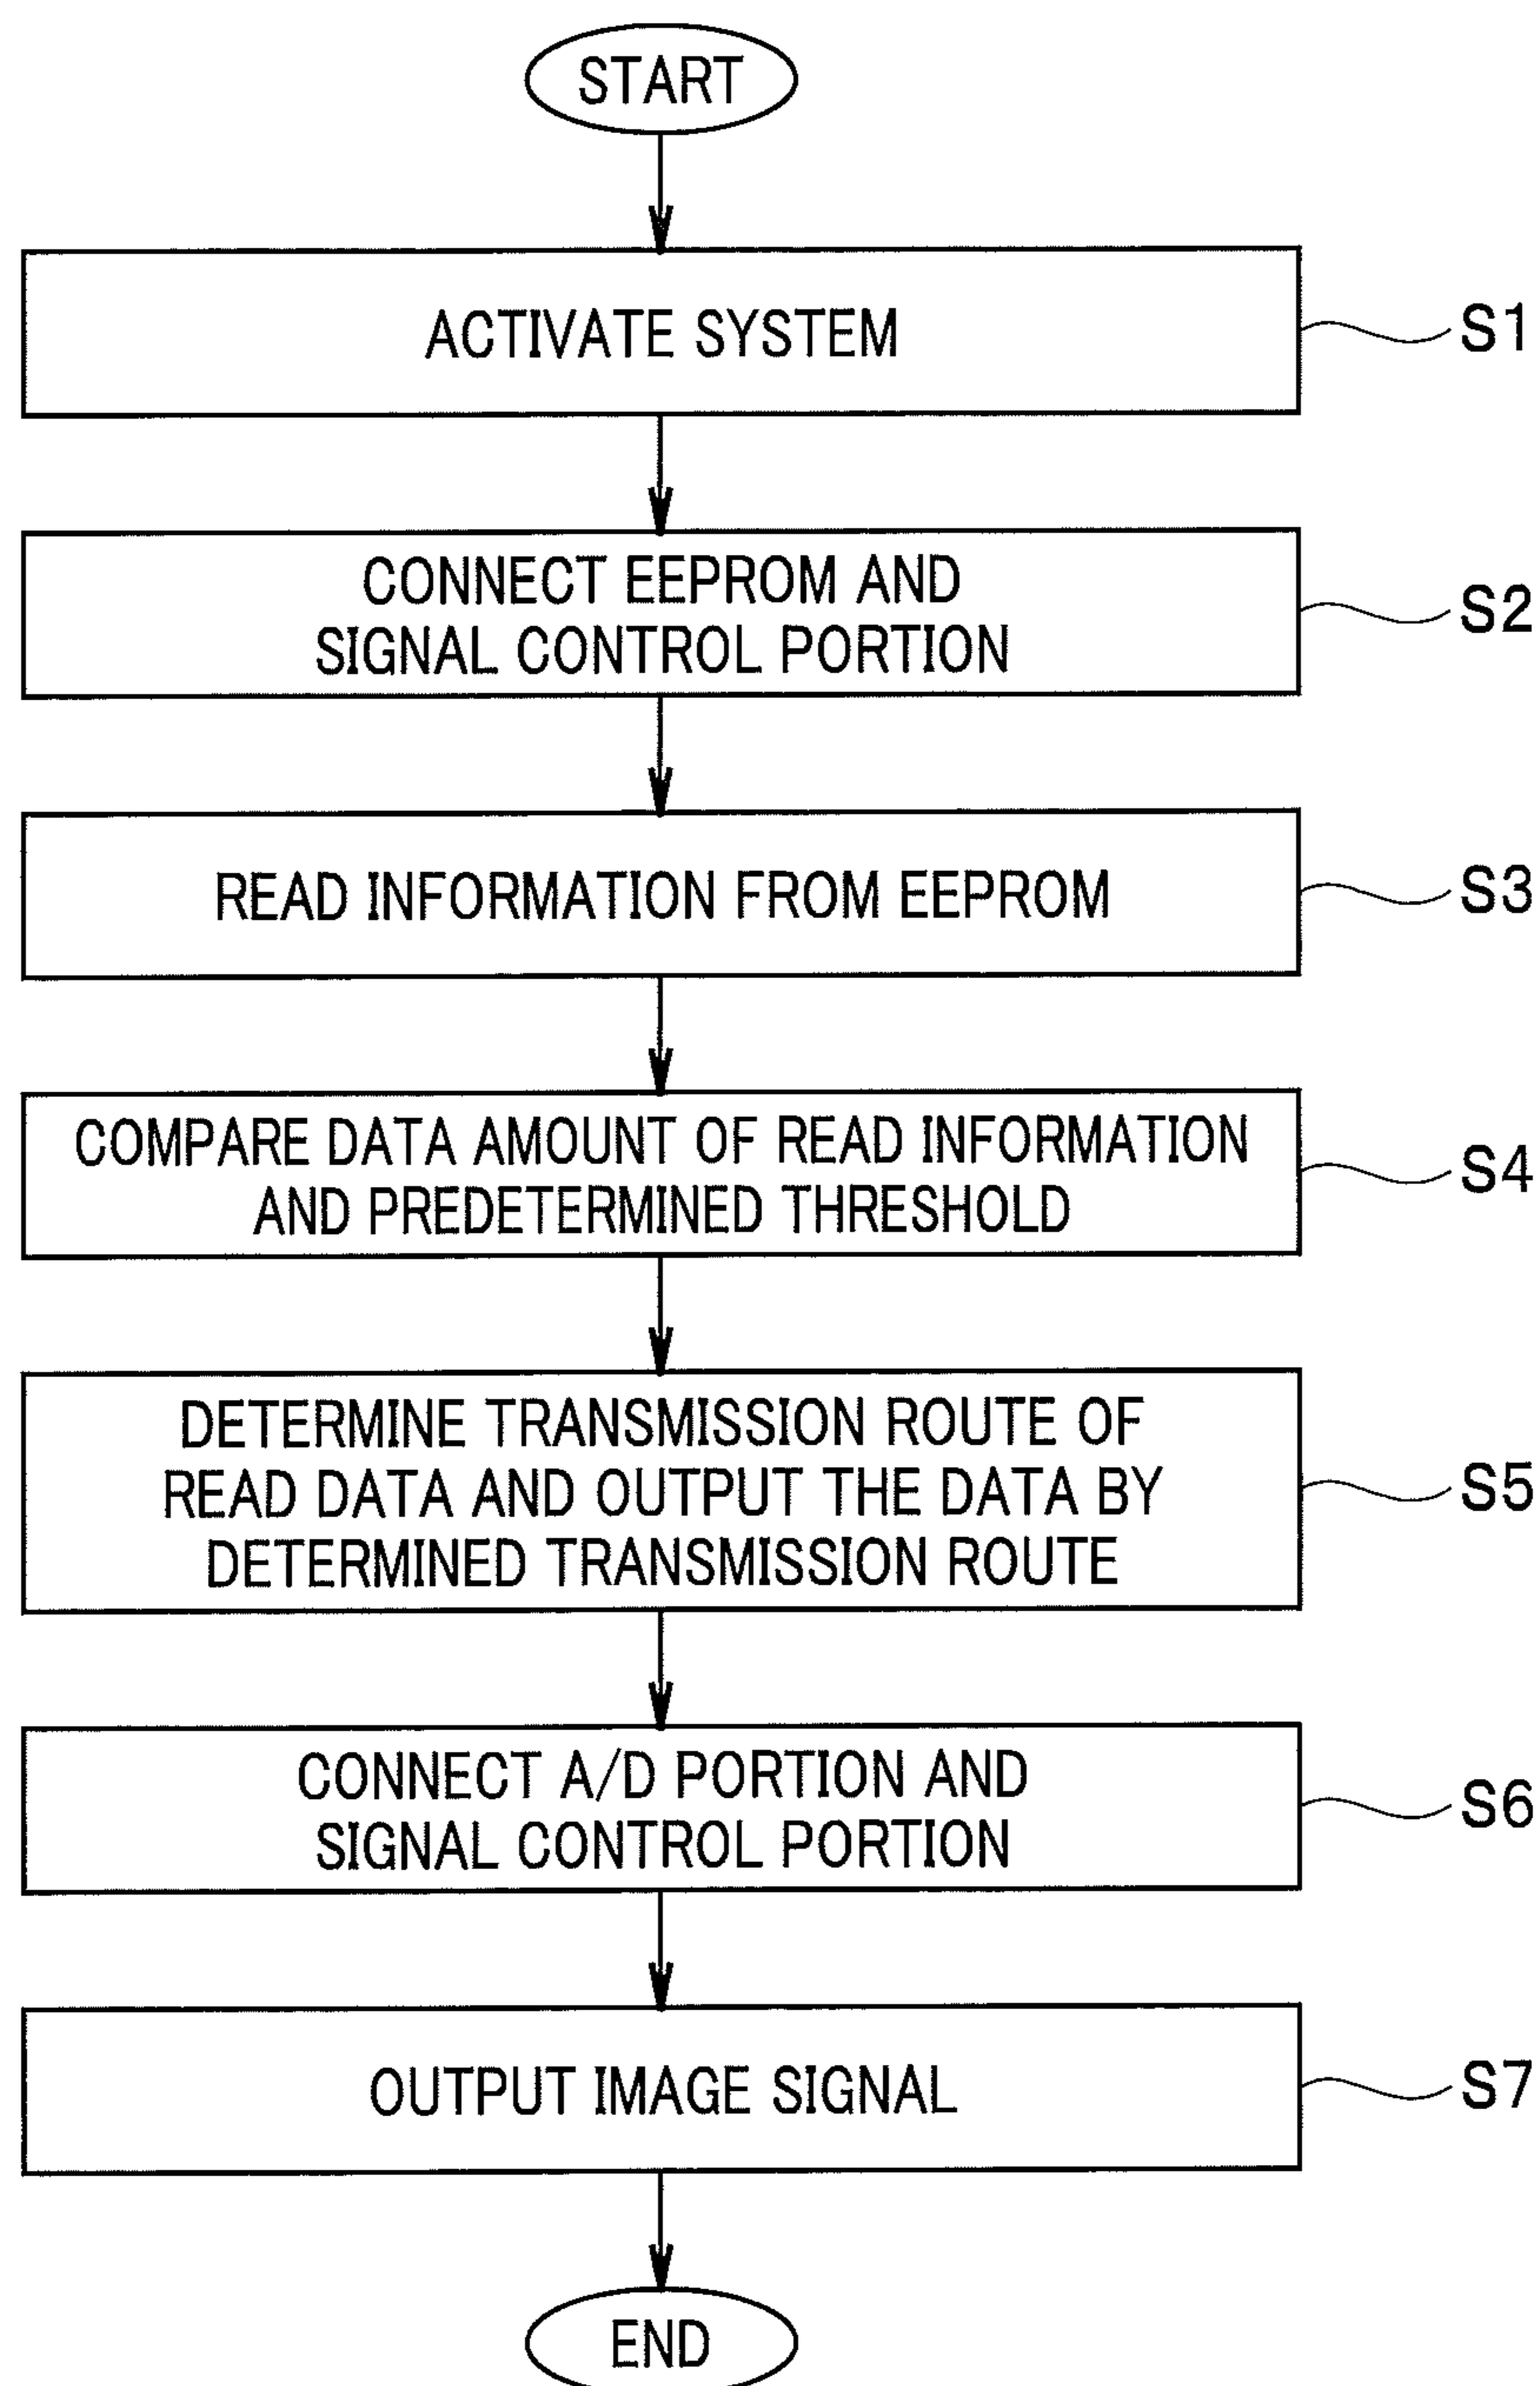 START
ACTIVATE SYSTEM
S1
CONNECT EEPROM AND
SIGNAL CONTROL PORTION
S2
READ INFORMATION FROM EEPROM
S3
COMPARE DATA AMOUNT OF READ INFORMATION
AND PREDETERMINED THRESHOLD
S4
DETERMINE TRANSMISSION ROUTE OF
READ DATA AND OUTPUT THE DATA BY
DETERMINED TRANSMISSION ROUTE
S5
CONNECT A/D PORTION AND
SIGNAL CONTROL PORTION
S6
OUTPUT IMAGE SIGNAL
S7
END